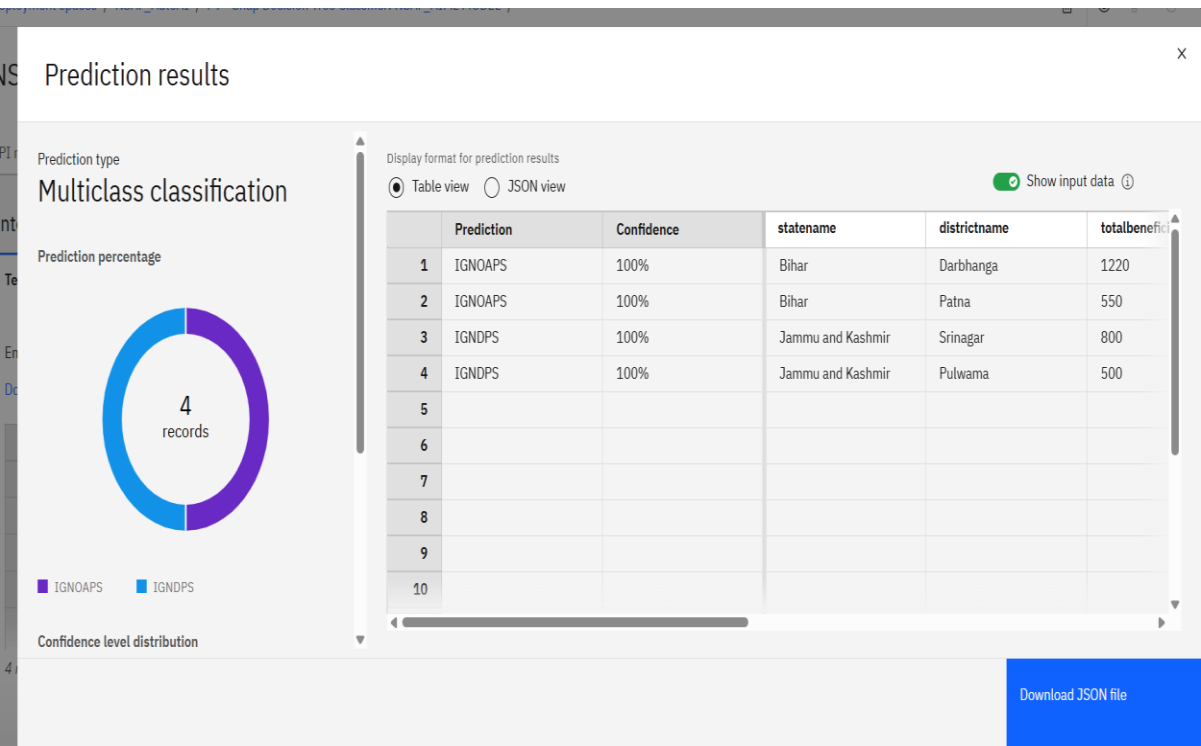 Prediction results
X
Prediction type
Multiclass classification
Prediction percentage
4
records
IGNOAPS IGNDPS
Confidence level distribution
Display format for prediction results
Table view JSON view
Show input data
Prediction Confidence statename districtname totalbenefici
1 IGNOAPS 100% Bihar Darbhanga 1220
2 IGNOAPS 100% Bihar Patna 550
3 IGNDPS 100% Jammu and Kashmir Srinagar 800
4 IGNDPS 100% Jammu and Kashmir Pulwama 500
5
6
7
8
9
10
Download JSON file